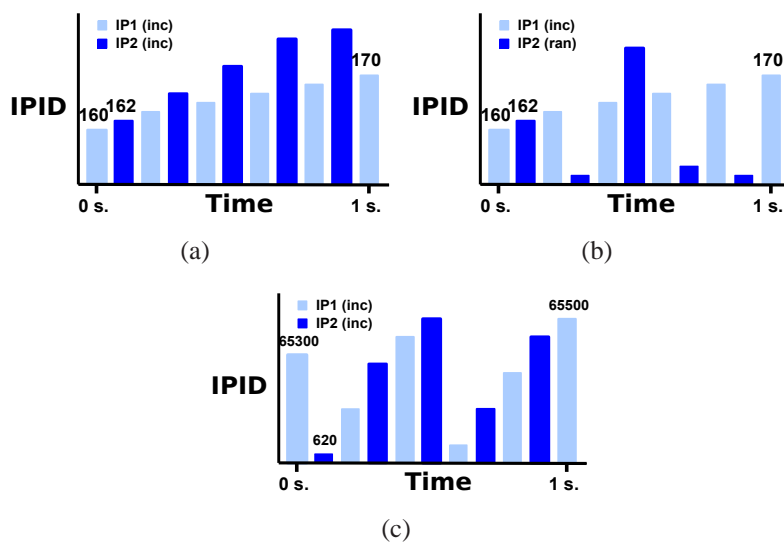 IP1 (inc)
IP2 (inc)
170
IPID
160
162
0 s.
Time
1 s.
(a)
IP1 (inc)
IP2 (ran)
170
IPID
160
162
0 s.
Time
1 s.
(b)
IP1 (inc)
IP2 (inc)
65500
65300
IPID
620
0 s.
Time
1 s.
(c)